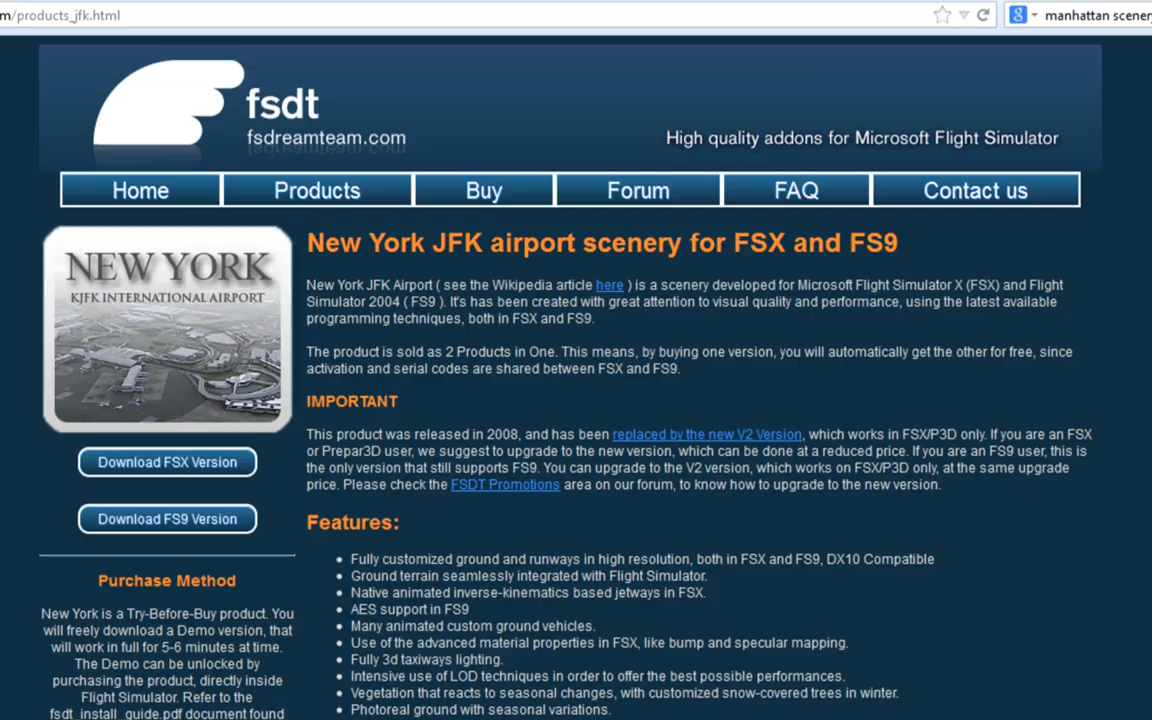 m/products_jfk.html
manhattan scenery
fsdt
fsdreamteam.com
High quality addons for Microsoft Flight Simulator
Home
Products
Buy
Forum
FAQ
Contact us
NEW YORK
KJFK INTERNATIONAL AIRPORT
Download FSX Version
Download FS9 Version
Purchase Method
New York is a Try-Before-Buy product. You
will freely download a Demo version, that
will work in full for 5-6 minutes at time.
The Demo can be unlocked by
purchasing the product, directly inside
Flight Simulator. Refer to the
fsdt_install_guide.pdf document found
New York JFK airport scenery for FSX and FS9
New York JFK Airport ( see the Wikipedia article here ) is a scenery developed for Microsoft Flight Simulator X (FSX) and Flight
Simulator 2004 ( FS9 ). It's has been created with great attention to visual quality and performance, using the latest available
programming techniques, both in FSX and FS9.
The product is sold as 2 Products in One. This means, by buying one version, you will automatically get the other for free, since
activation and serial codes are shared between FSX and FS9.
IMPORTANT
This product was released in 2008, and has been replaced by the new V2 Version, which works in FSX/P3D only. If you are an FSX
or Prepar3D user, we suggest to upgrade to the new version, which can be done at a reduced price. If you are an FS9 user, this is
the only version that still supports FS9. You can upgrade to the V2 version, which works on FSX/P3D only, at the same upgrade
price. Please check the FSDT Promotions area on our forum, to know how to upgrade to the new version.
Features:
• Fully customized ground and runways in high resolution, both in FSX and FS9, DX10 Compatible
• Ground terrain seamlessly integrated with Flight Simulator.
• Native animated inverse-kinematics based jetways in FSX.
• AES support in FS9
• Many animated custom ground vehicles.
• Use of the advanced material properties in FSX, like bump and specular mapping.
• Fully 3d taxiways lighting.
• Intensive use of LOD techniques in order to offer the best possible performances.
• Vegetation that reacts to seasonal changes, with customized snow-covered trees in winter.
• Photoreal ground with seasonal variations.